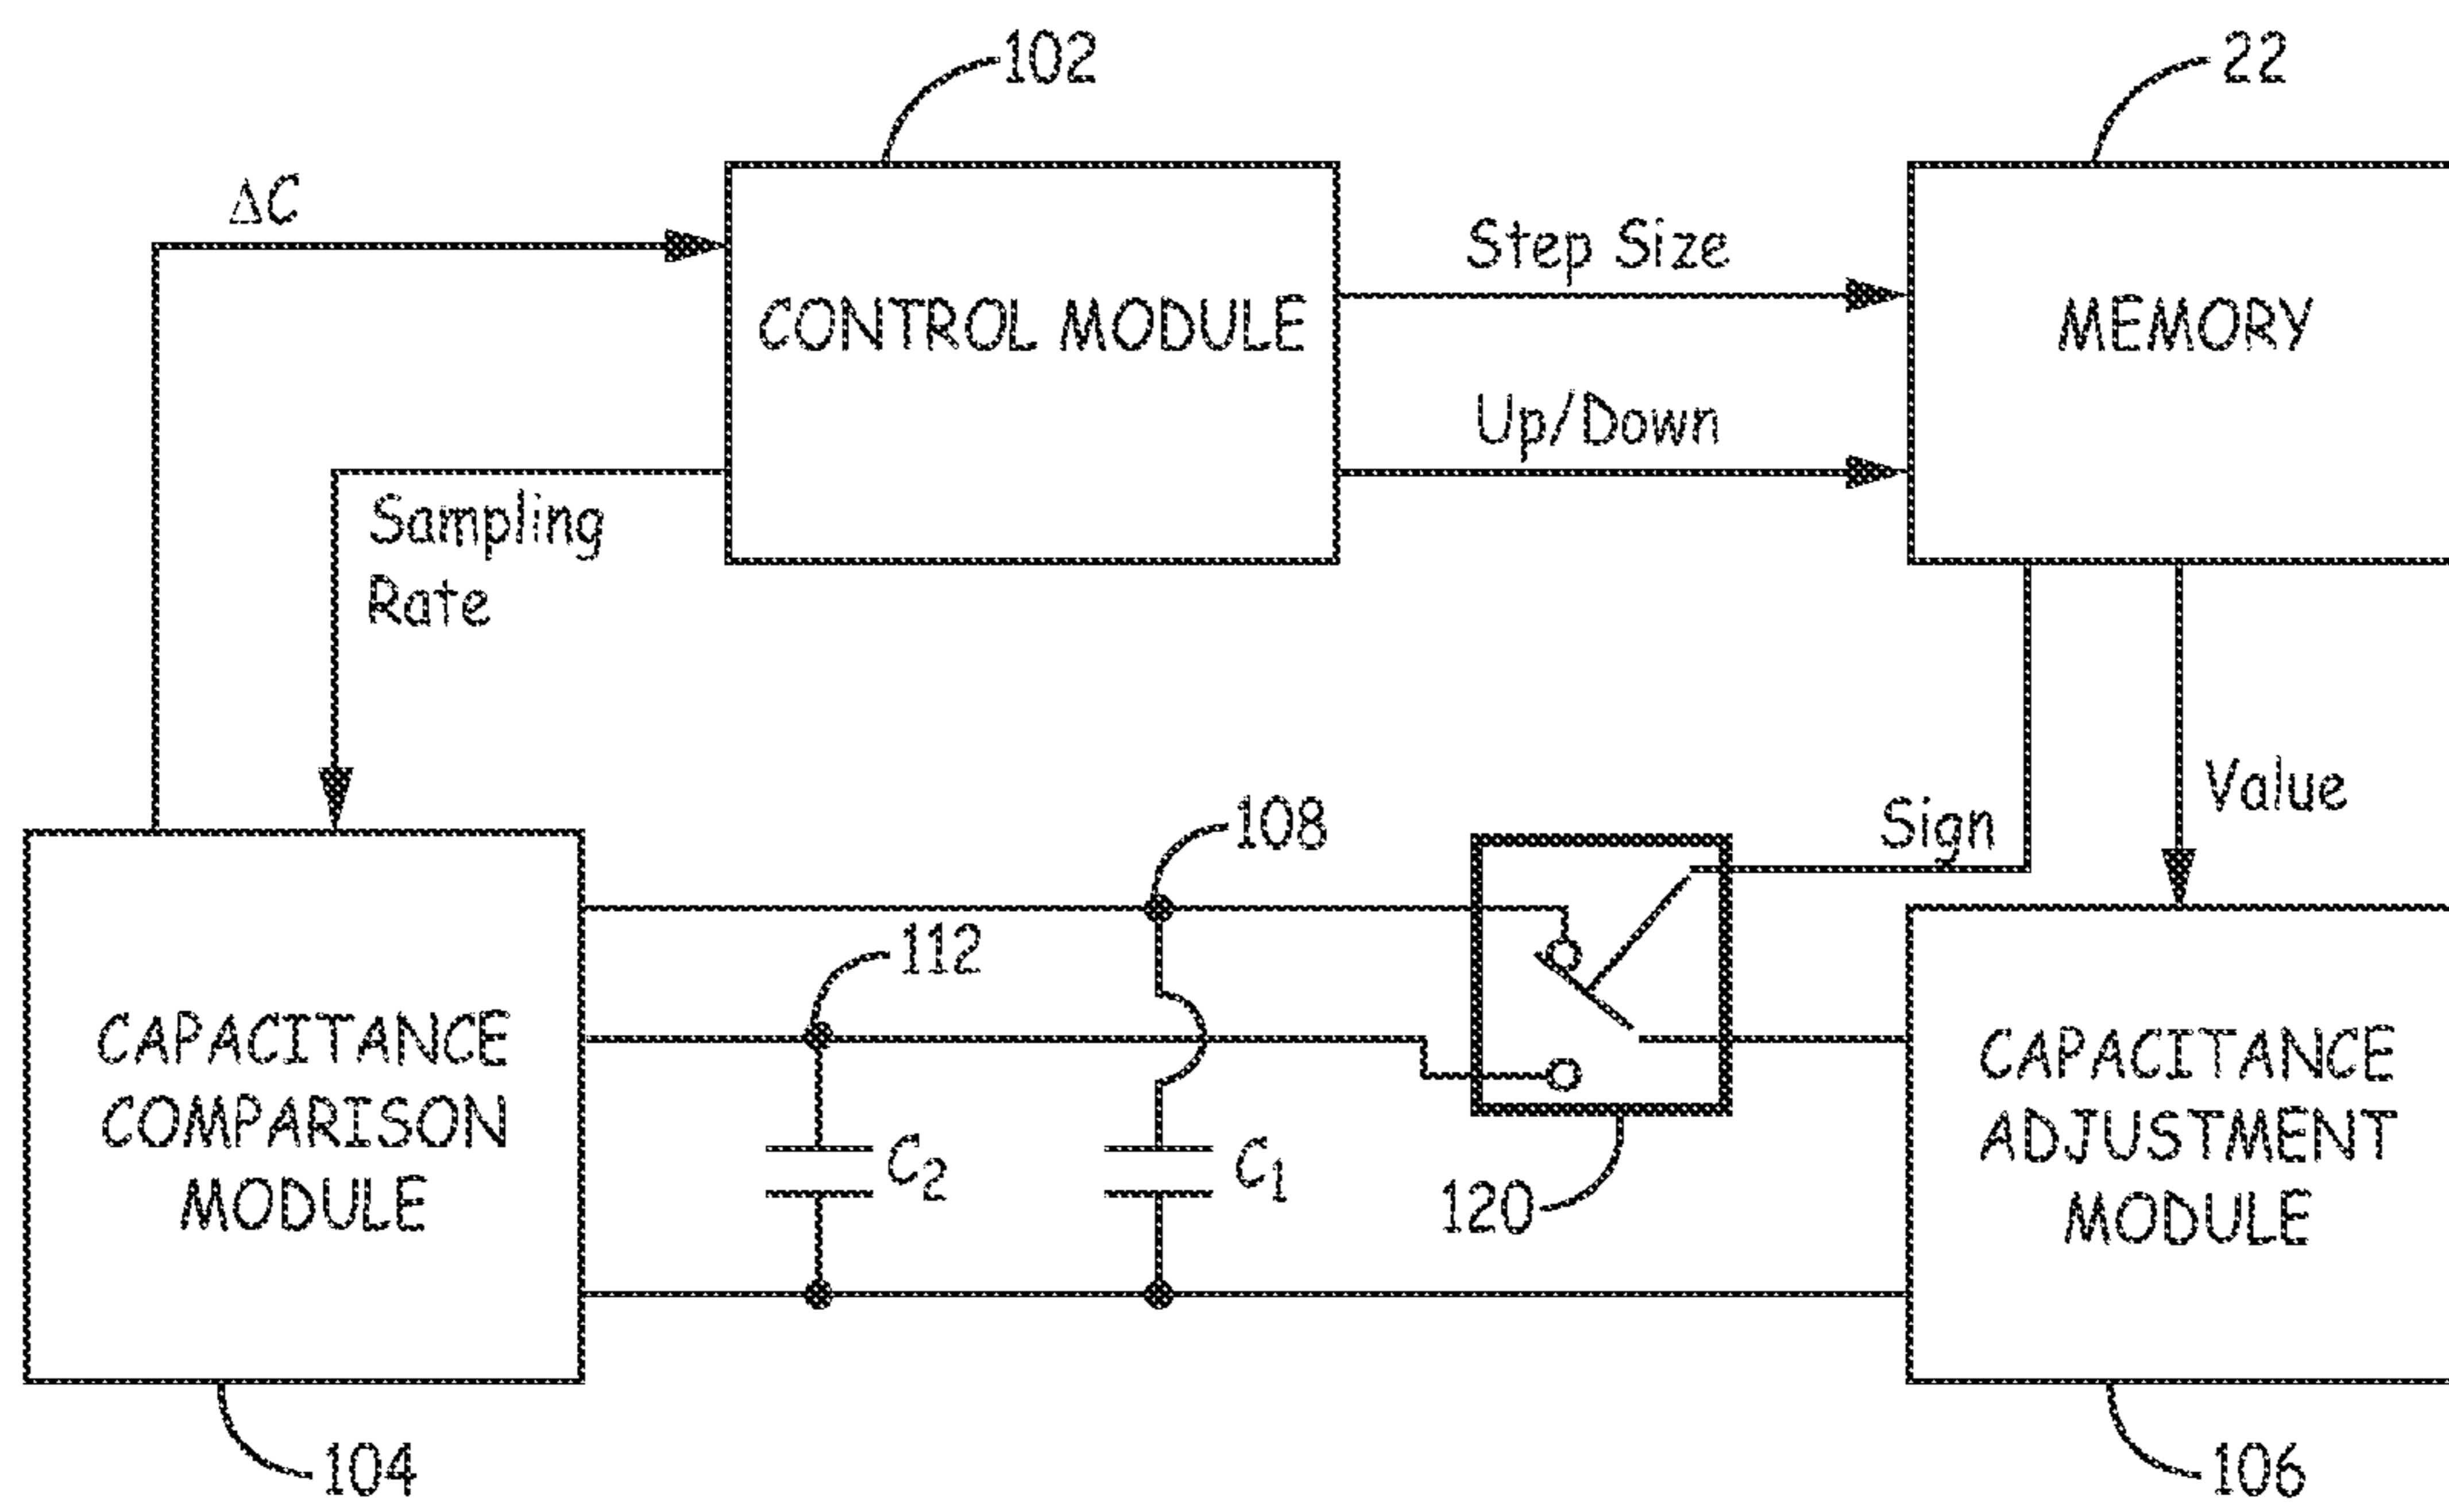 102
22
ΔC
Step Size
CONTROL MODULE
MEMORY
Up/Down
Sampling
Rate
Value
Sign
108
112
CAPACITANCE
COMPARISON
MODULE
CAPACITANCE
ADJUSTMENT
MODULE
C2
C1
120
104
106